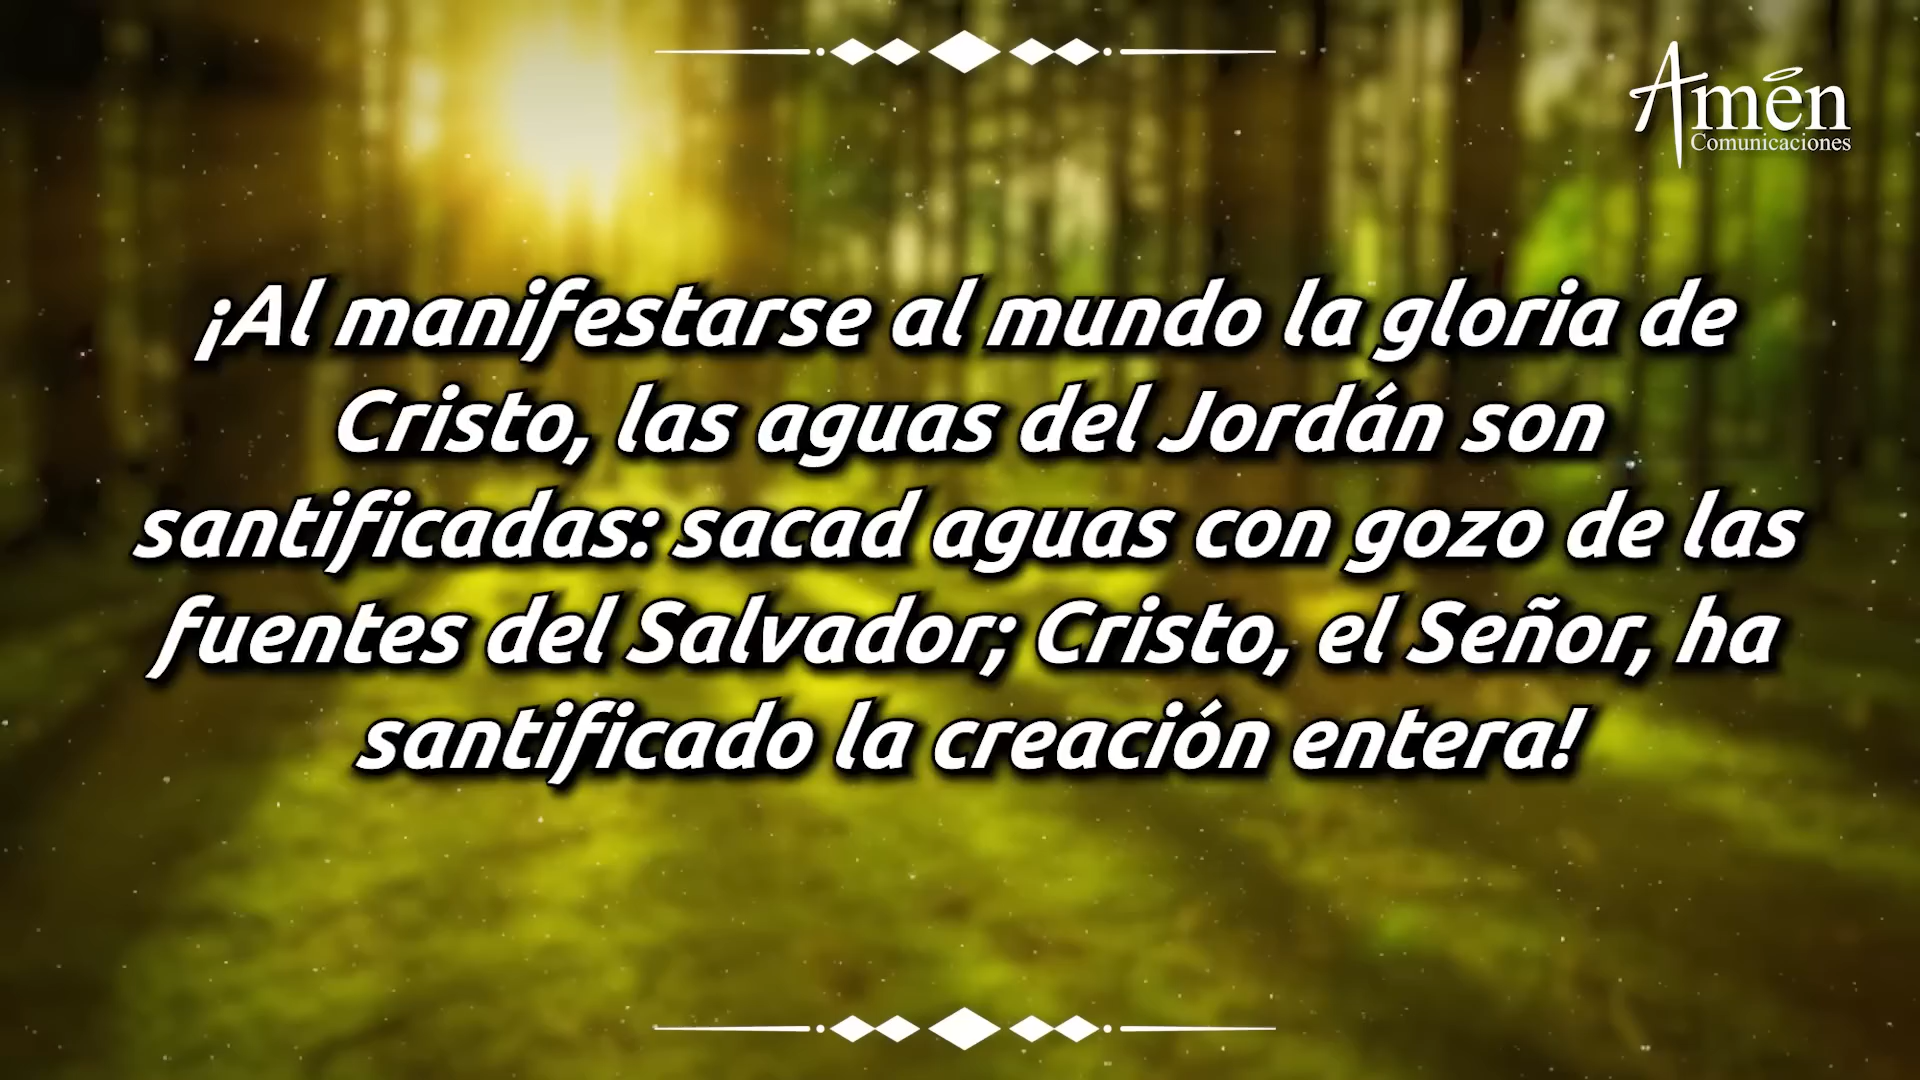 Amén
Comunicaciones
¡Al manifestarse al mundo la gloria de
Cristo, las aguas del Jordán son
santificadas: sacad aguas con gozo de las
fuentes del Salvador; Cristo, el Señor, ha
santificado la creación entera!